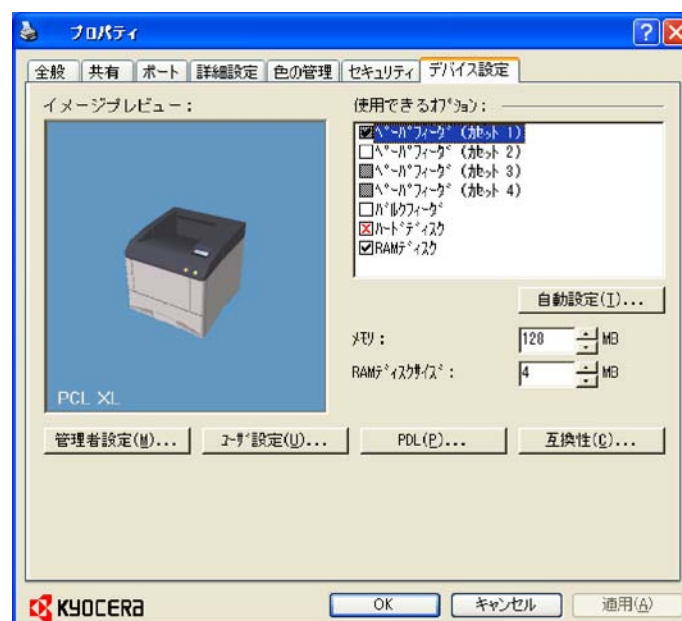 プロパティ
?
全般 共有 ポート 詳細設定 色の管理 セキュリティ デバイス設定
イメージプレビュー:
PCL XL
使用できるｵﾌﾟｼｮﾝ:
ﾍﾟｰﾊﾟﾌｨｰﾀﾞ (ｶｾｯﾄ 1)
ﾍﾟｰﾊﾟﾌｨｰﾀﾞ (ｶｾｯﾄ 2)
ﾍﾟｰﾊﾟﾌｨｰﾀﾞ (ｶｾｯﾄ 3)
ﾍﾟｰﾊﾟﾌｨｰﾀﾞ (ｶｾｯﾄ 4)
ﾊﾞﾙｸﾌｨｰﾀﾞ
ﾊｰﾄﾞﾃﾞｨｽｸ
RAMﾃﾞｨｽｸ
自動設定(I)...
ﾒﾓﾘ: 128 MB
RAMﾃﾞｨｽｸｻｲｽﾞ: 4 MB
管理者設定(M)... ﾕｰｻﾞ設定(U)... PDL(P)... 互換性(C)...
KYOCERA OK キャンセル 適用(A)